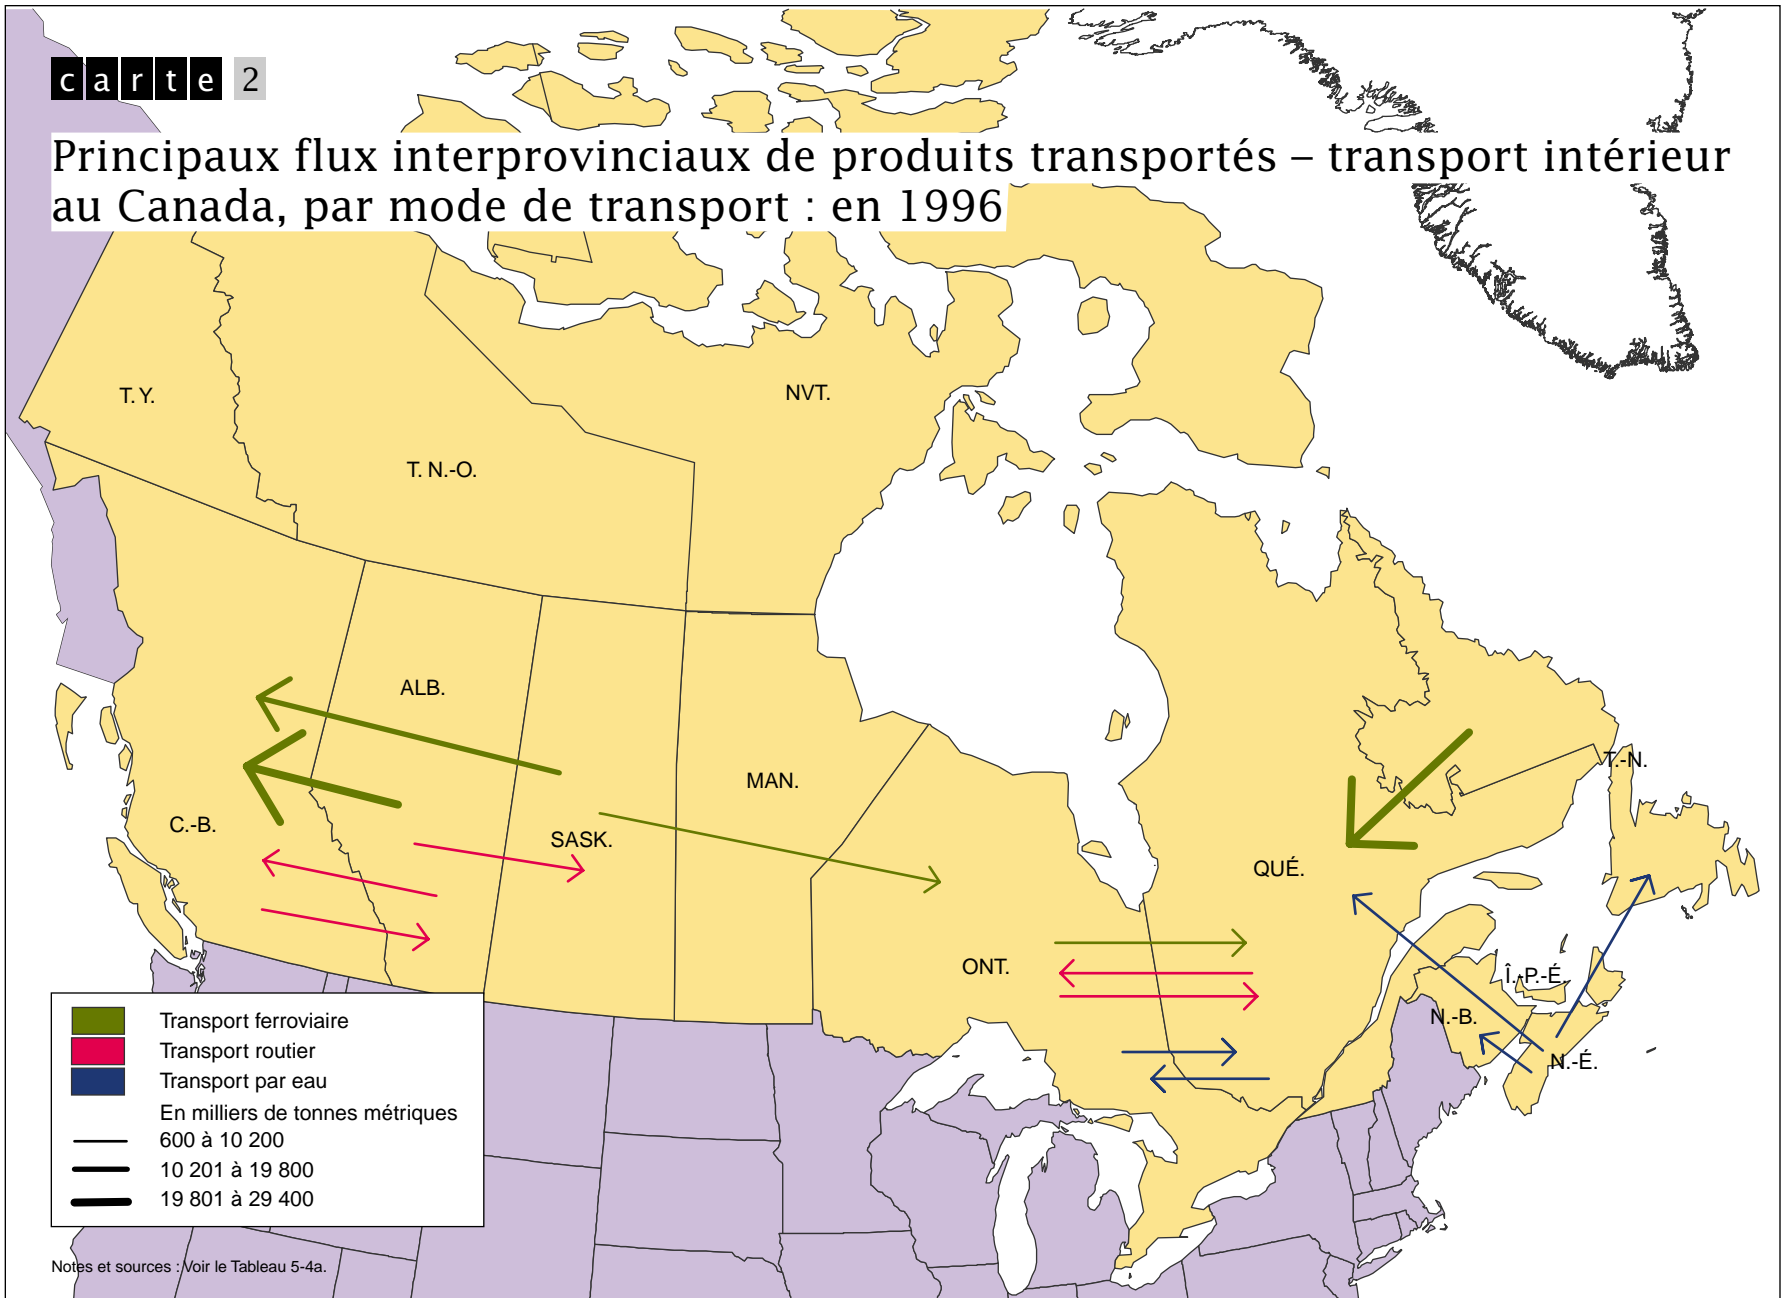 carte 2
Principaux flux interprovinciaux de produits transportés – transport intérieur
au Canada, par mode de transport : en 1996
T. Y.
NVT.
T. N.-O.
ALB.
T.-N.
MAN.
C.-B.
SASK.
QUÉ.
ONT.
Î.-P.-É.
N.-B.
N.-É.
Transport ferroviaire
Transport routier
Transport par eau
En milliers de tonnes métriques
600 à 10 200
10 201 à 19 800
19 801 à 29 400
Notes et sources : Voir le Tableau 5-4a.